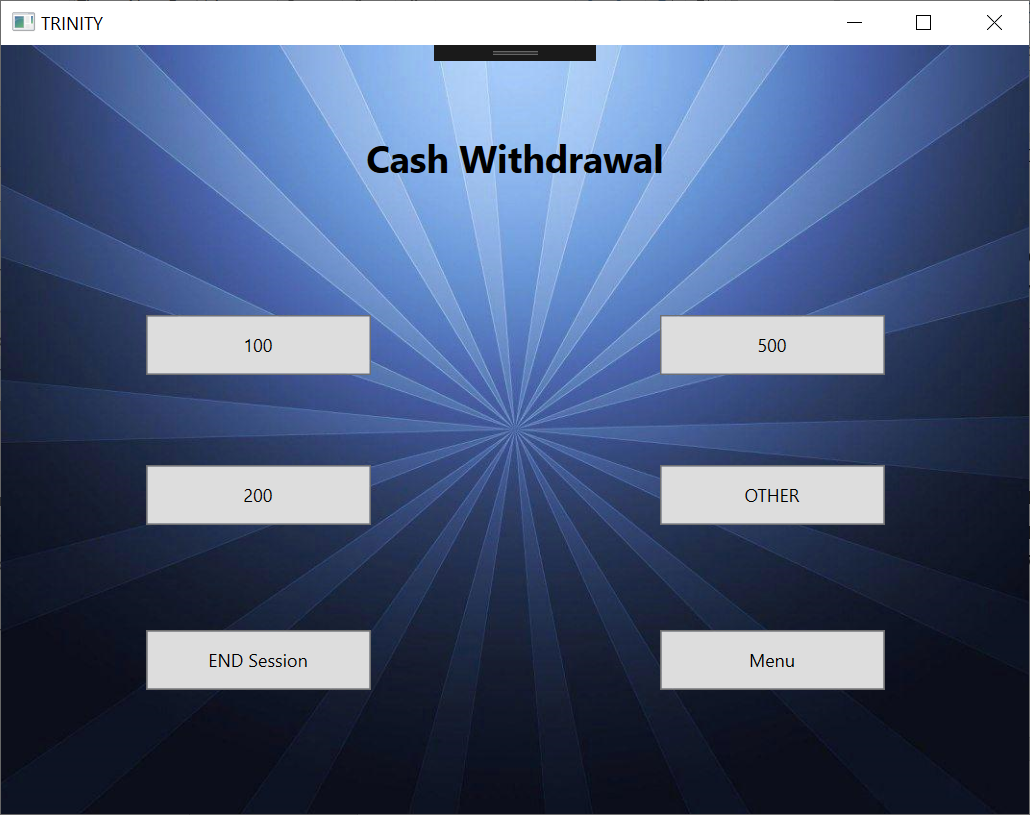 TRINITY
Cash Withdrawal
100
500
200
OTHER
END Session
Menu